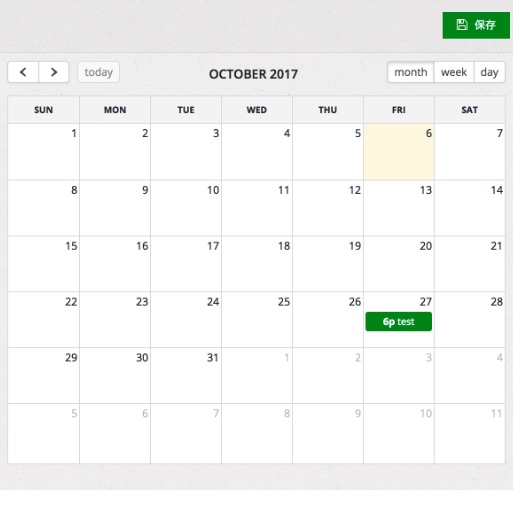 保存
today
OCTOBER 2017
month week day
SUN MON TUE WED THU FRI SAT
1 2 3 4 5 6 7
8 9 10 11 12 13 14
15 16 17 18 19 20 21
22 23 24 25 26 27 28
6p test
29 30 31 1 2 3 4
5 6 7 8 9 10 11